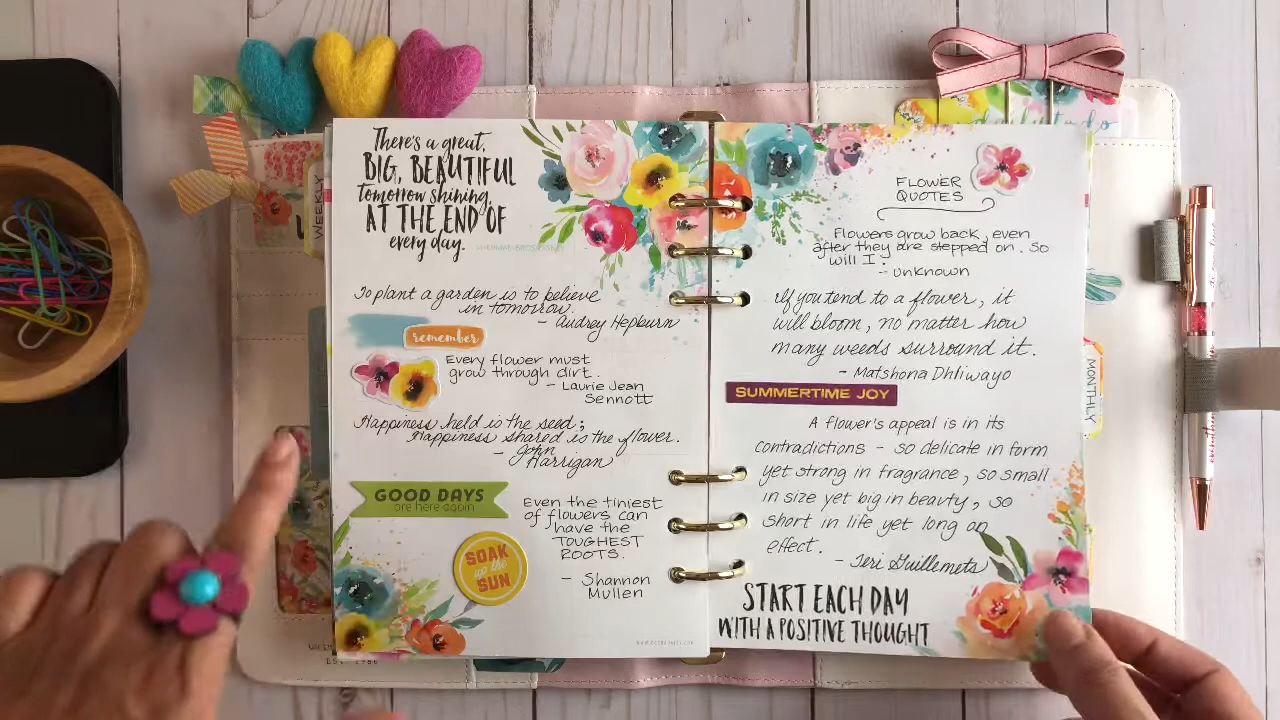 There's a great,
BIG, BEAUTIFUL
tomorrow shining
AT THE END OF
every day.
To plant a garden is to believe
in tomorrow.
- Audrey Hepburn
remember
Every flower must
grow through dirt.
- Laurie Jean
Sennott
Happiness held is the seed;
Happiness shared is the flower.
- John
Harrigan
GOOD DAYS
are here again
SOAK
up the
SUN
Even the tiniest
of flowers can
have the
TOUGHEST
ROOTS.
- Shannon
Mullen
FLOWER
QUOTES
Flowers grow back, even
after they are stepped on. So
will I.
- unknown
If you tend to a flower, it
will bloom, no matter how
many weeds surround it.
- Matshona Dhliwayo
SUMMERTIME JOY
A flower's appeal is in its
contradictions - so delicate in form
yet strong in fragrance, so small
in size yet big in beauty, so
short in life yet long on
effect.
- Teri Guillemets
START EACH DAY
WITH A POSITIVE THOUGHT
WEEKLY
MONTHLY